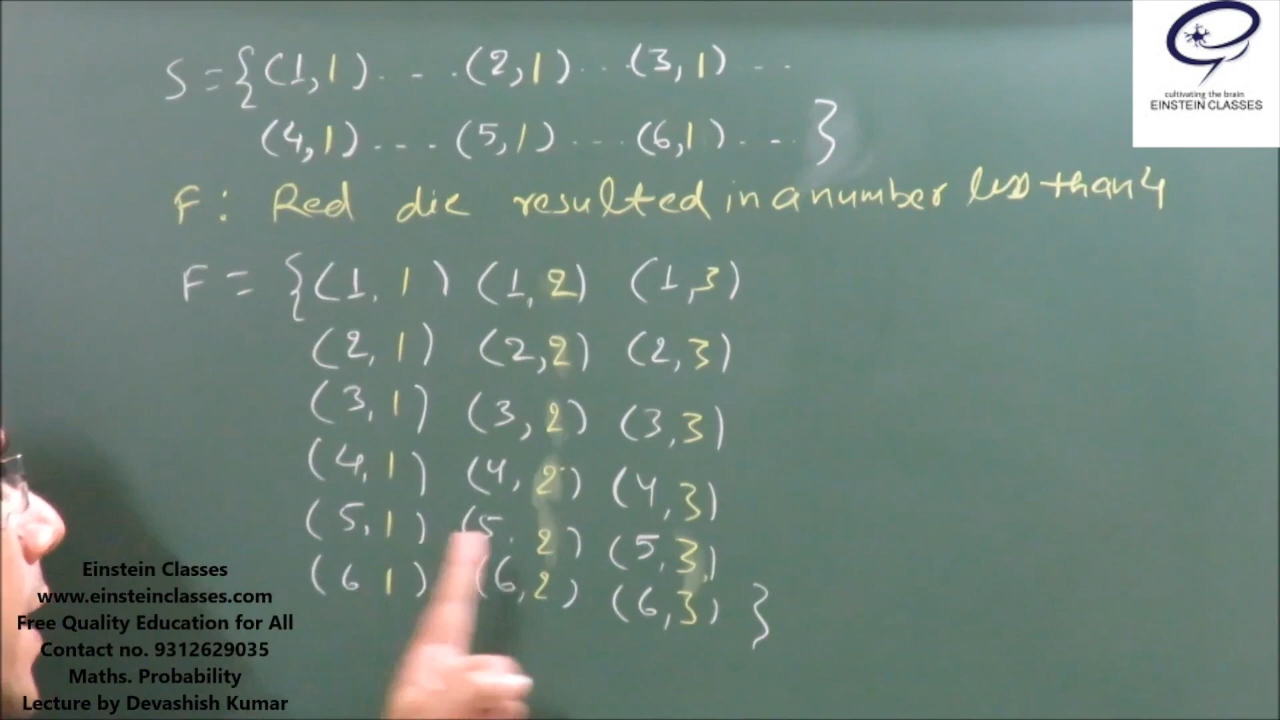 S={(1,1)....(2,1)...(3,1)...
(4,1)...(5,1)...(6,1)...}
F: Red die resulted in a number less than 4
F = {(1,1) (1,2) (1,3)
(2,1) (2,2) (2,3)
(3,1) (3,2) (3,3)
(4,1) (4,2) (4,3)
(5,1) (5,2) (5,3)
(6 1) (6,2) (6,3) }
cultivating the brain
EINSTEIN CLASSES
Einstein Classes
www.einsteinclasses.com
Free Quality Education for All
Contact no. 9312629035
Maths. Probability
Lecture by Devashish Kumar